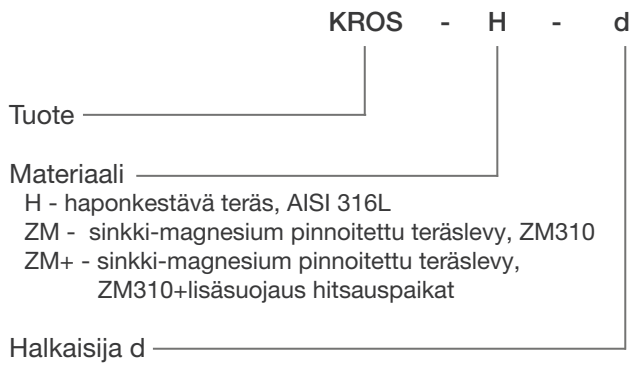 KROS - H - d
Tuote
Materiaali
H - haponkestävä teräs, AISI 316L
ZM - sinkki-magnesium pinnoitettu teräslevy, ZM310
ZM+ - sinkki-magnesium pinnoitettu teräslevy,
ZM310+lisäsuojaus hitsauspaikat
Halkaisija d